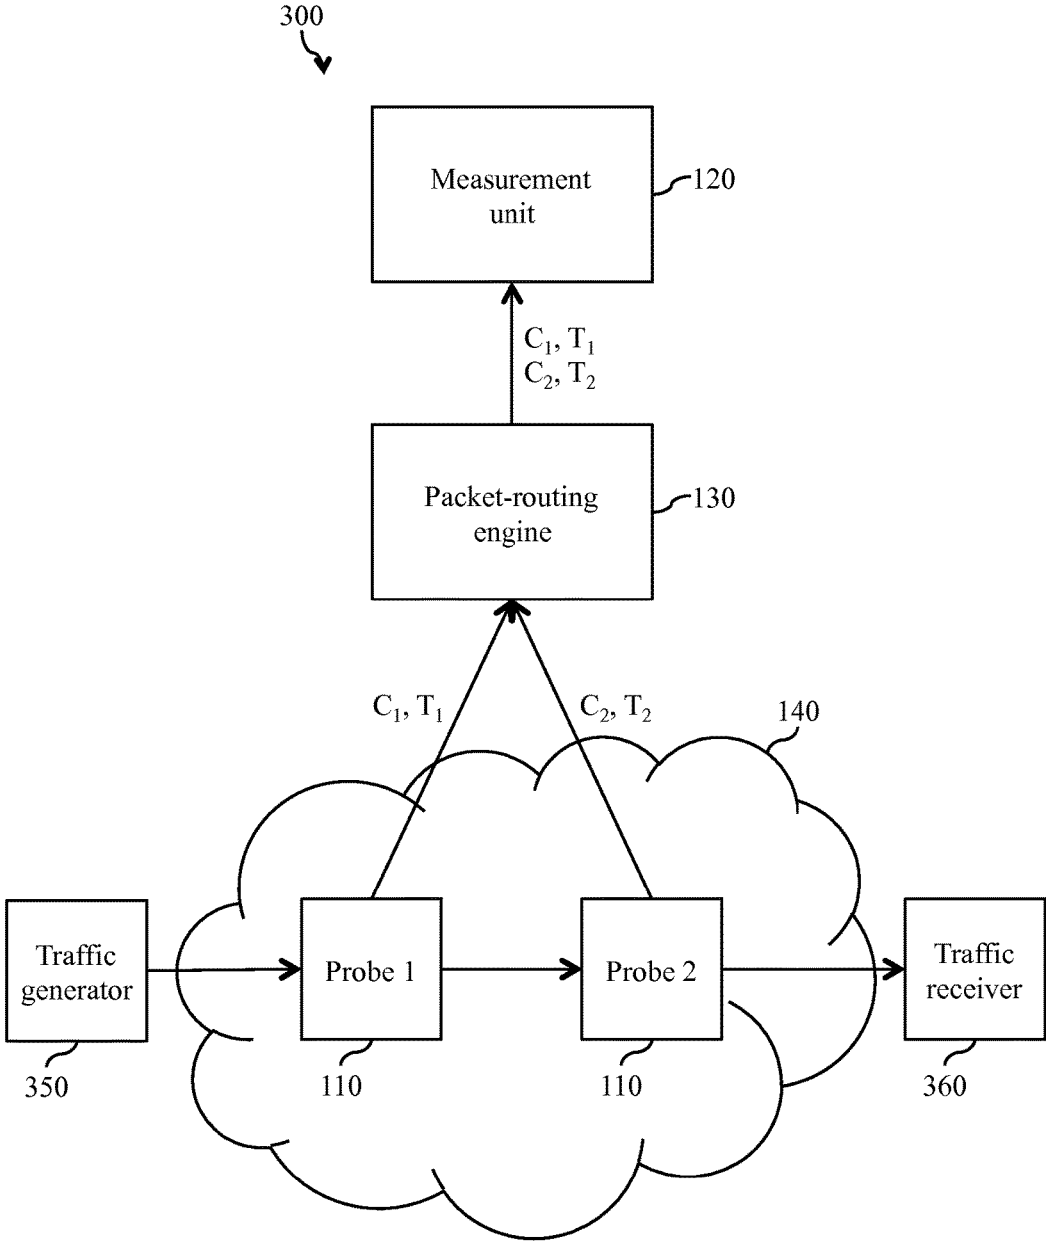 300
Measurement
unit
120
C₁, T₁
C₂, T₂
Packet-routing
engine
130
C₁, T₁
C₂, T₂
140
Traffic
generator
Probe 1
Probe 2
Traffic
receiver
350
110
110
360